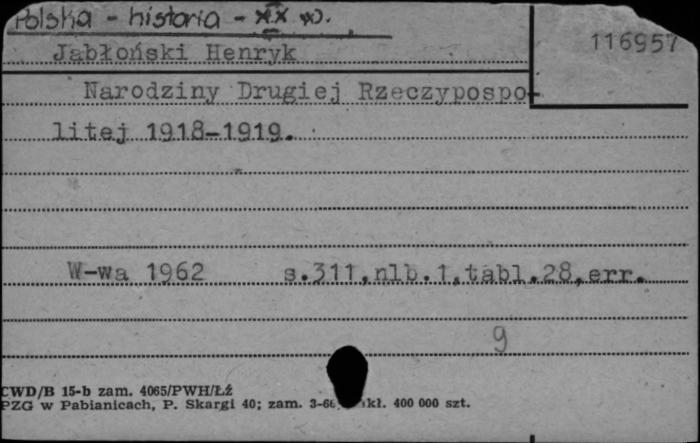 Polska - historia - XX w.
116957
Jabłoński Henryk
Narodziny Drugiej Rzeczypospo-
litej 1918-1919.
W-wa 1962 s.311,nlb.1,tabl.28,err.
9
CWD/B 15-b zam. 4065/PWH/ŁŹ
PZG w Pabianicach, P. Skargi 40; zam. 400 000 szt.